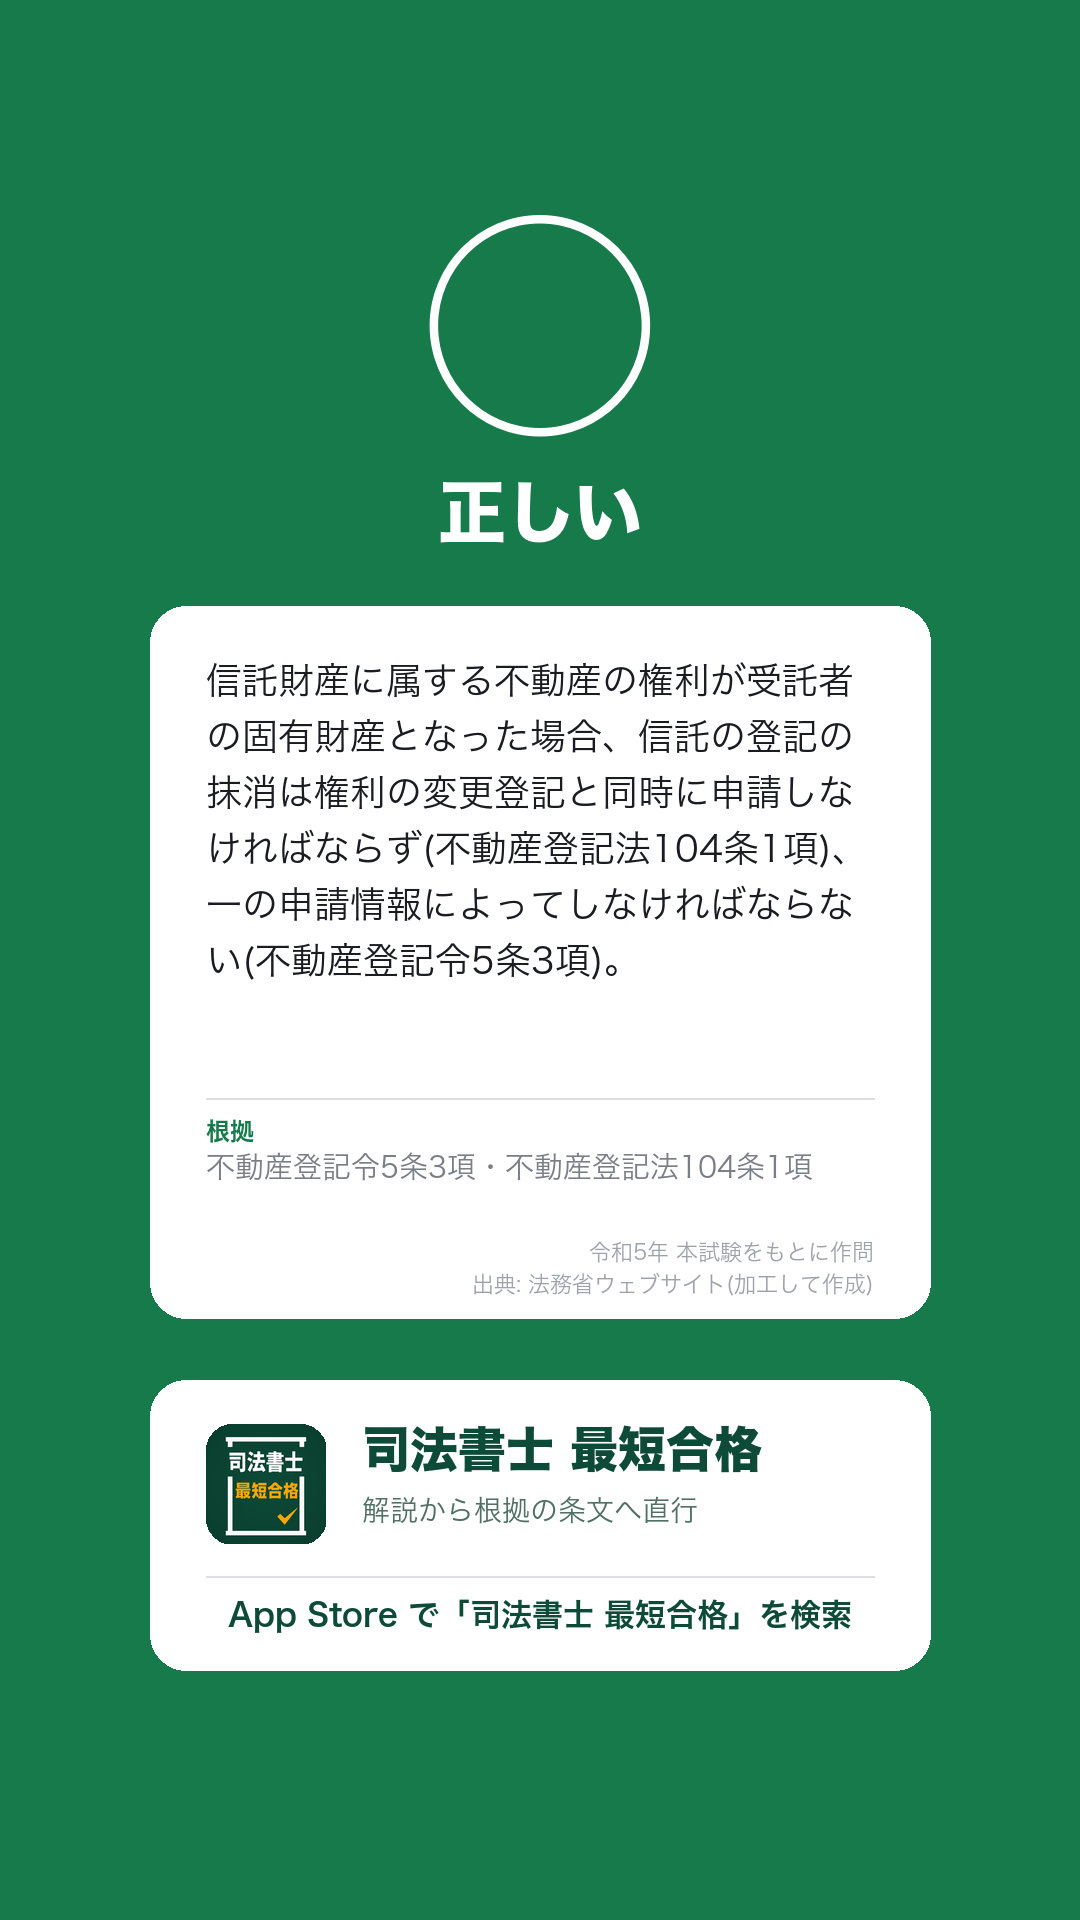 正しい
信託財産に属する不動産の権利が受託者
の固有財産となった場合、信託の登記の
抹消は権利の変更登記と同時に申請しな
ければならず(不動産登記法104条1項)、
一の申請情報によってしなければならな
い(不動産登記令5条3項)。
根拠
不動産登記令5条3項・不動産登記法104条1項
令和5年 本試験をもとに作問
出典: 法務省ウェブサイト(加工して作成)
司法書士
最短合格
司法書士 最短合格
解説から根拠の条文へ直行
App Store で「司法書士 最短合格」を検索